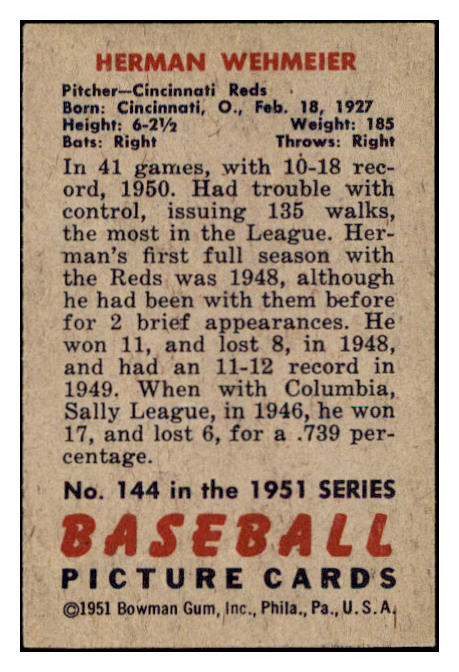 HERMAN WEHMEIER
Pitcher—Cincinnati Reds
Born: Cincinnati, O., Feb. 18, 1927
Height: 6-2½ Weight: 185
Bats: Right Throws: Right
In 41 games, with 10-18 rec-
ord, 1950. Had trouble with
control, issuing 135 walks,
the most in the League. Her-
man's first full season with
the Reds was 1948, although
he had been with them before
for 2 brief appearances. He
won 11, and lost 8, in 1948,
and had an 11-12 record in
1949. When with Columbia,
Sally League, in 1946, he won
17, and lost 6, for a .739 per-
centage.
No. 144 in the 1951 SERIES
BASEBALL
PICTURE CARDS
©1951 Bowman Gum, Inc., Phila., Pa., U.S.A.